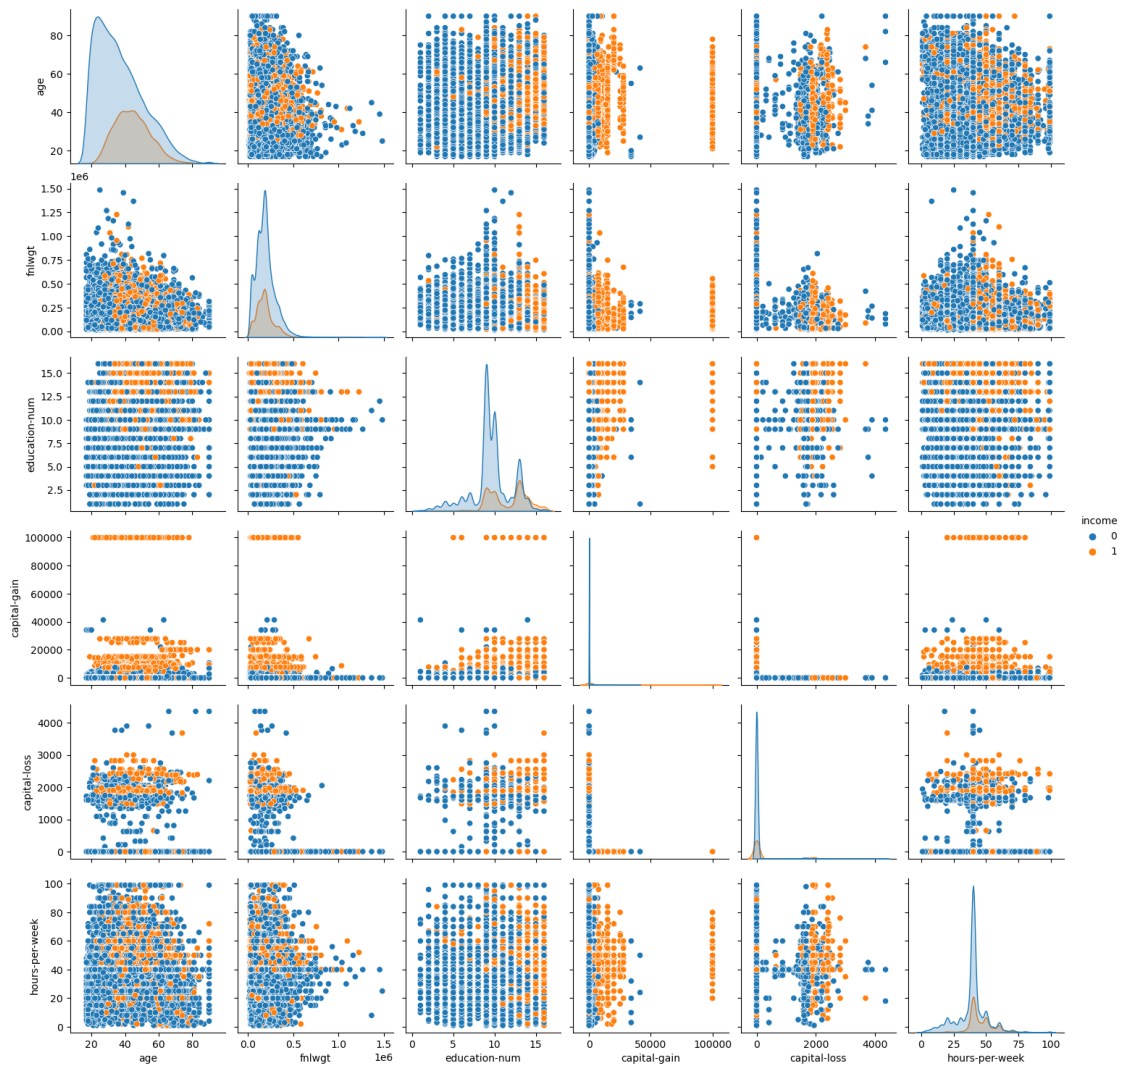 80
60
40
20
age
1e6
1.50
1.25
1.00
0.75
0.50
0.25
0.00
fnlwgt
15.0
12.5
10.0
7.5
5.0
2.5
education-num
income
0
1
100000
80000
60000
40000
20000
0
capital-gain
4000
3000
2000
1000
0
capital-loss
100
80
60
40
20
0
hours-per-week
20 40 60 80
age
0.0 0.5 1.0 1.5
1e6
fnlwgt
0 5 10 15
education-num
0 50000 100000
capital-gain
0 2000 4000
capital-loss
0 25 50 75 100
hours-per-week